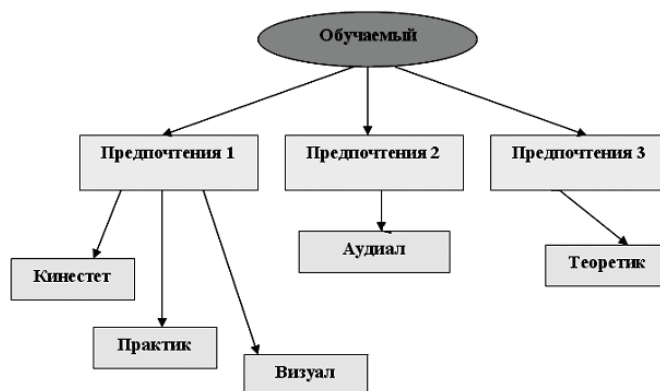 Обучаемый
Предпочтения 1
Предпочтения 2
Предпочтения 3
Кинестет
Аудиал
Теоретик
Практик
Визуал